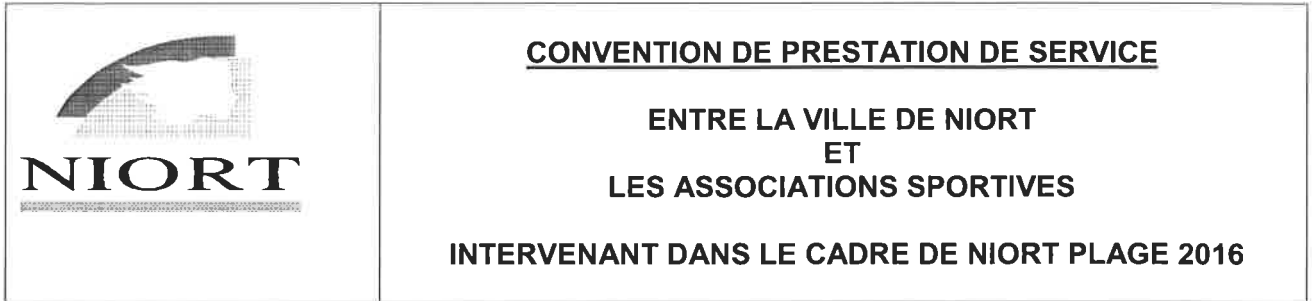 NIORT
CONVENTION DE PRESTATION DE SERVICE
ENTRE LA VILLE DE NIORT
ET
LES ASSOCIATIONS SPORTIVES
INTERVENANT DANS LE CADRE DE NIORT PLAGE 2016